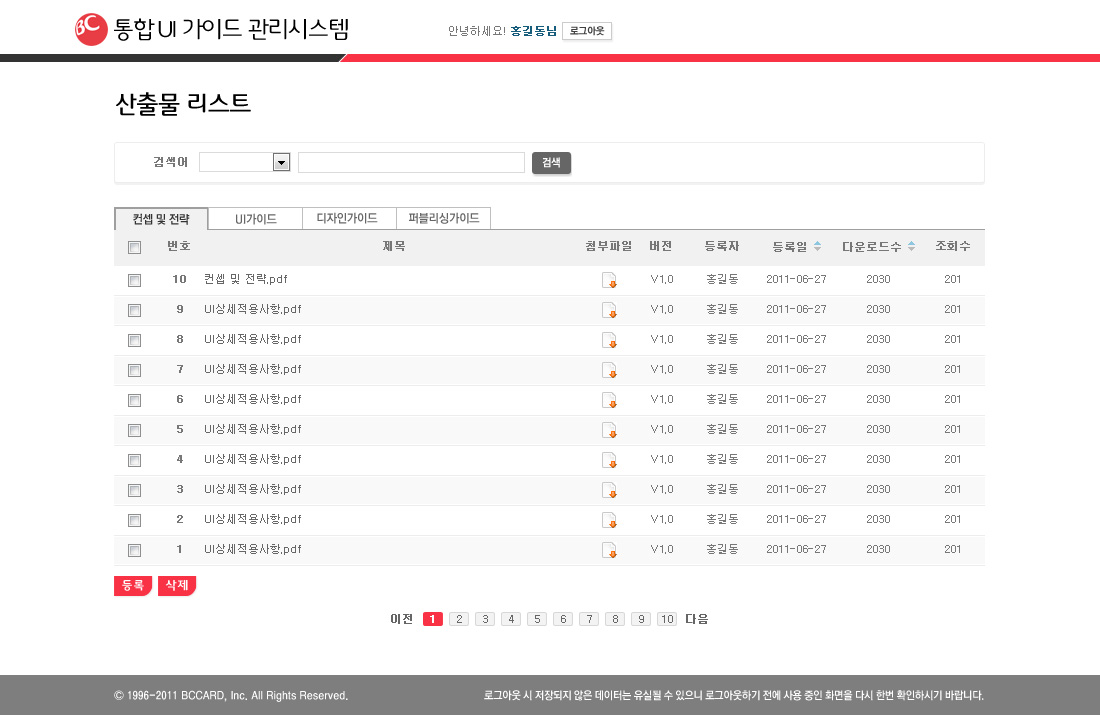 BC 통합 UI 가이드 관리시스템
안녕하세요! 홍길동님 로그아웃
산출물 리스트
검색어 검색
컨셉 및 전략 UI가이드 디자인가이드 퍼블리싱가이드
번호 제목 첨부파일 버전 등록자 등록일 다운로드수 조회수
10 컨셉 및 전략.pdf V1.0 홍길동 2011-06-27 2030 201
9 UI상세적용사항.pdf V1.0 홍길동 2011-06-27 2030 201
8 UI상세적용사항.pdf V1.0 홍길동 2011-06-27 2030 201
7 UI상세적용사항.pdf V1.0 홍길동 2011-06-27 2030 201
6 UI상세적용사항.pdf V1.0 홍길동 2011-06-27 2030 201
5 UI상세적용사항.pdf V1.0 홍길동 2011-06-27 2030 201
4 UI상세적용사항.pdf V1.0 홍길동 2011-06-27 2030 201
3 UI상세적용사항.pdf V1.0 홍길동 2011-06-27 2030 201
2 UI상세적용사항.pdf V1.0 홍길동 2011-06-27 2030 201
1 UI상세적용사항.pdf V1.0 홍길동 2011-06-27 2030 201
등록 삭제
이전 1 2 3 4 5 6 7 8 9 10 다음
© 1996-2011 BCCARD, Inc. All Rights Reserved. 로그아웃 시 저장되지 않은 데이터는 유실될 수 있으니 로그아웃하기 전에 사용 중인 화면을 다시 한번 확인하시기 바랍니다.